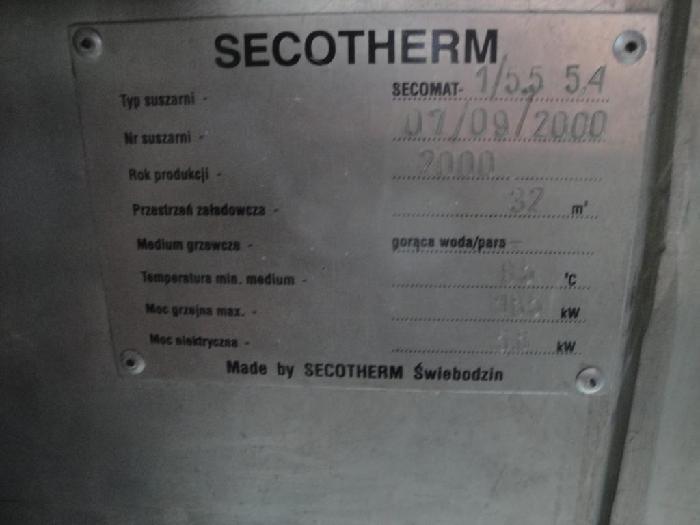 SECOTHERM
Typ suszarni - SECOMAT- 1/5.5 5,4
Nr suszarni - 07/09/2000
Rok produkcji - 2000
Przestrzeń załadowcza - 32 m³
Medium grzewcze - gorąca woda/para
Temperatura min. medium - °C
Moc grzejna max. - kW
Moc elektryczna - kW
Made by SECOTHERM Świebodzin